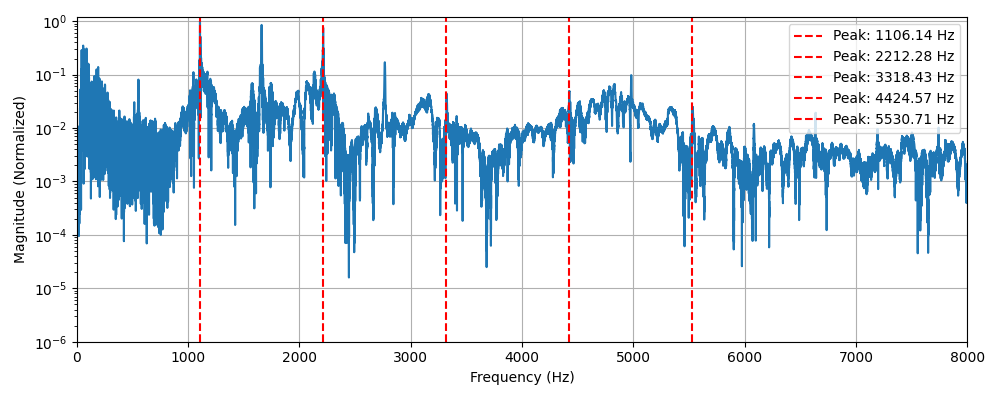 Peak: 1106.14 Hz
Peak: 2212.28 Hz
Peak: 3318.43 Hz
Peak: 4424.57 Hz
Peak: 5530.71 Hz
Magnitude (Normalized)
10⁰
10⁻¹
10⁻²
10⁻³
10⁻⁴
10⁻⁵
10⁻⁶
0 1000 2000 3000 4000 5000 6000 7000 8000
Frequency (Hz)